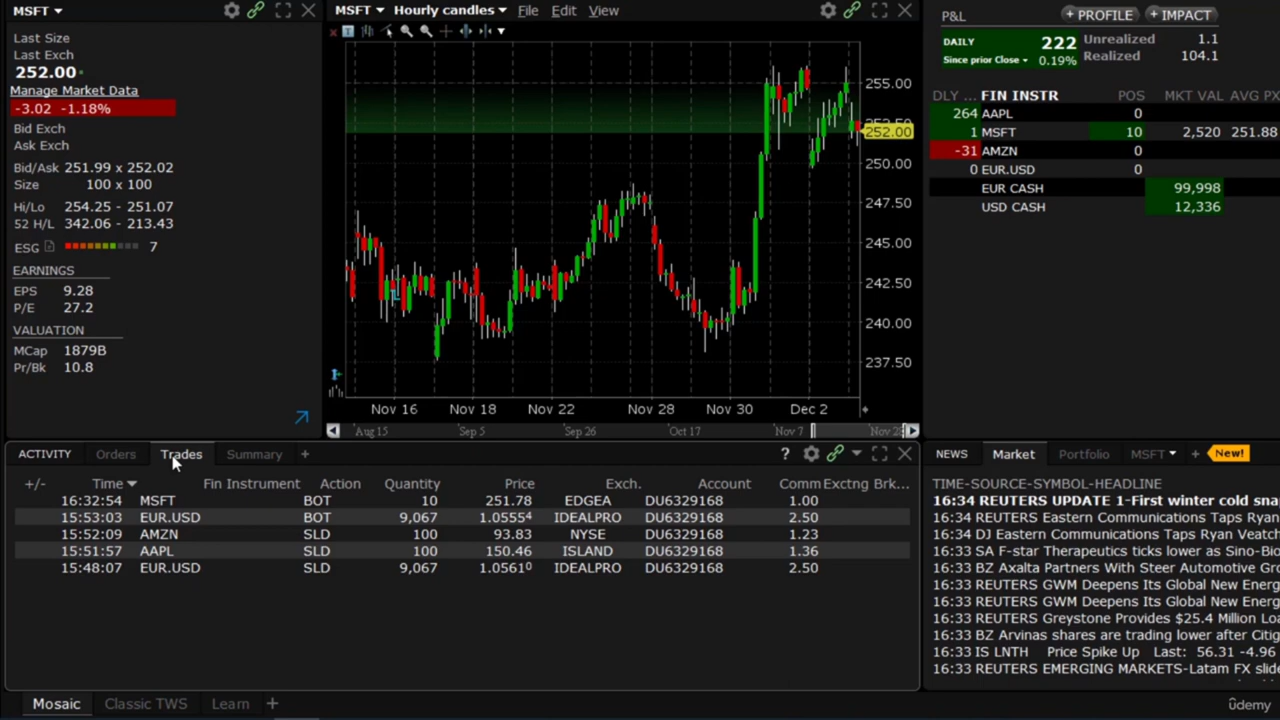 MSFT
Last Size
Last Exch
252.00
Manage Market Data
-3.02 -1.18%
Bid Exch
Ask Exch
Bid/Ask 251.99 x 252.02
Size 100 x 100
Hi/Lo 254.25 - 251.07
52 H/L 342.06 - 213.43
ESG 7
EARNINGS
EPS 9.28
P/E 27.2
VALUATION
MCap 1879B
Pr/Bk 10.8
MSFT Hourly candles File Edit View
255.00
252.00
250.00
247.50
245.00
242.50
240.00
237.50
Nov 16 Nov 18 Nov 22 Nov 28 Nov 30 Dec 2
Aug 15 Sep 5 Sep 26 Oct 17 Nov 7 Nov 28
P&L + PROFILE + IMPACT
DAILY 222 Unrealized 1.1
Since prior Close 0.19% Realized 104.1
DLY ... FIN INSTR POS MKT VAL AVG PX
264 AAPL 0
1 MSFT 10 2,520 251.88
-31 AMZN 0
0 EUR.USD 0
EUR CASH 99,998
USD CASH 12,336
ACTIVITY Orders Trades Summary + ?
+/- Time Fin Instrument Action Quantity Price Exch. Account Comm Exctng Brk...
16:32:54 MSFT BOT 10 251.78 EDGEA DU6329168 1.00
15:53:03 EUR.USD BOT 9,067 1.0555⁴ IDEALPRO DU6329168 2.50
15:52:09 AMZN SLD 100 93.83 NYSE DU6329168 1.23
15:51:57 AAPL SLD 100 150.46 ISLAND DU6329168 1.36
15:48:07 EUR.USD SLD 9,067 1.0561⁰ IDEALPRO DU6329168 2.50
NEWS Market Portfolio MSFT + New!
TIME-SOURCE-SYMBOL-HEADLINE
16:34 REUTERS UPDATE 1-First winter cold sna
16:34 REUTERS Eastern Communications Taps Ryan
16:34 DJ Eastern Communications Taps Ryan Veatch
16:33 SA F-star Therapeutics ticks lower as Sino-Bio
16:33 BZ Axalta Partners With Steer Automotive Gro
16:33 REUTERS GWM Deepens Its Global New Energ
16:33 REUTERS GWM Deepens Its Global New Energ
16:33 REUTERS Greystone Provides $25.4 Million Loa
16:33 BZ Arvinas shares are trading lower after Citig
16:33 IS LNTH Price Spike Up Last: 56.31 -4.96
16:33 REUTERS EMERGING MARKETS-Latam FX slide
Mosaic Classic TWS Learn +
ûdemy